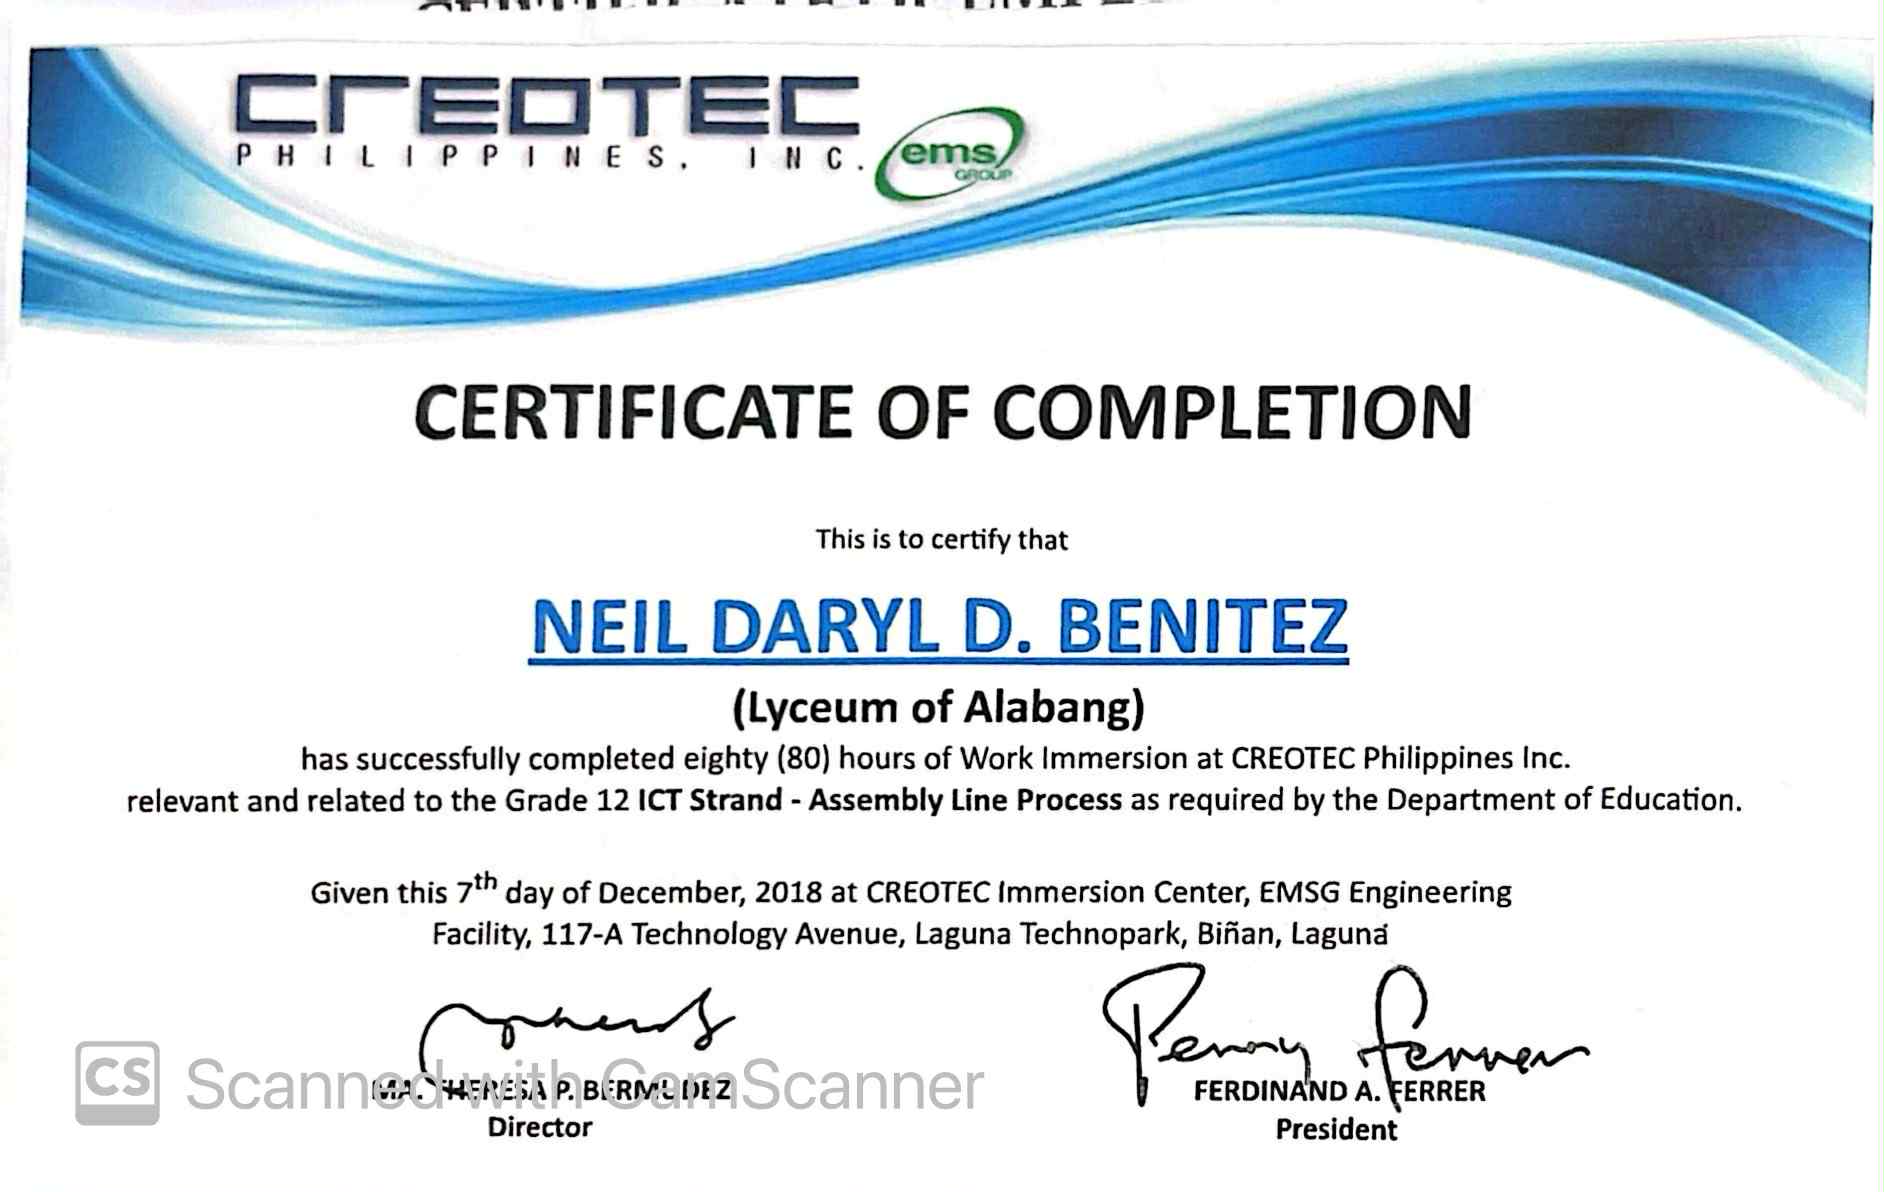 CREOTEC
PHILIPPINES, INC.
ems
GROUP
CERTIFICATE OF COMPLETION
This is to certify that
NEIL DARYL D. BENITEZ
(Lyceum of Alabang)
has successfully completed eighty (80) hours of Work Immersion at CREOTEC Philippines Inc.
relevant and related to the Grade 12 ICT Strand - Assembly Line Process as required by the Department of Education.
Given this 7th day of December, 2018 at CREOTEC Immersion Center, EMSG Engineering
Facility, 117-A Technology Avenue, Laguna Technopark, Biñan, Laguna
Penny Ferrer
MA. THERESA P. BERMUDEZ
Director
FERDINAND A. FERRER
President
CS Scanned with CamScanner